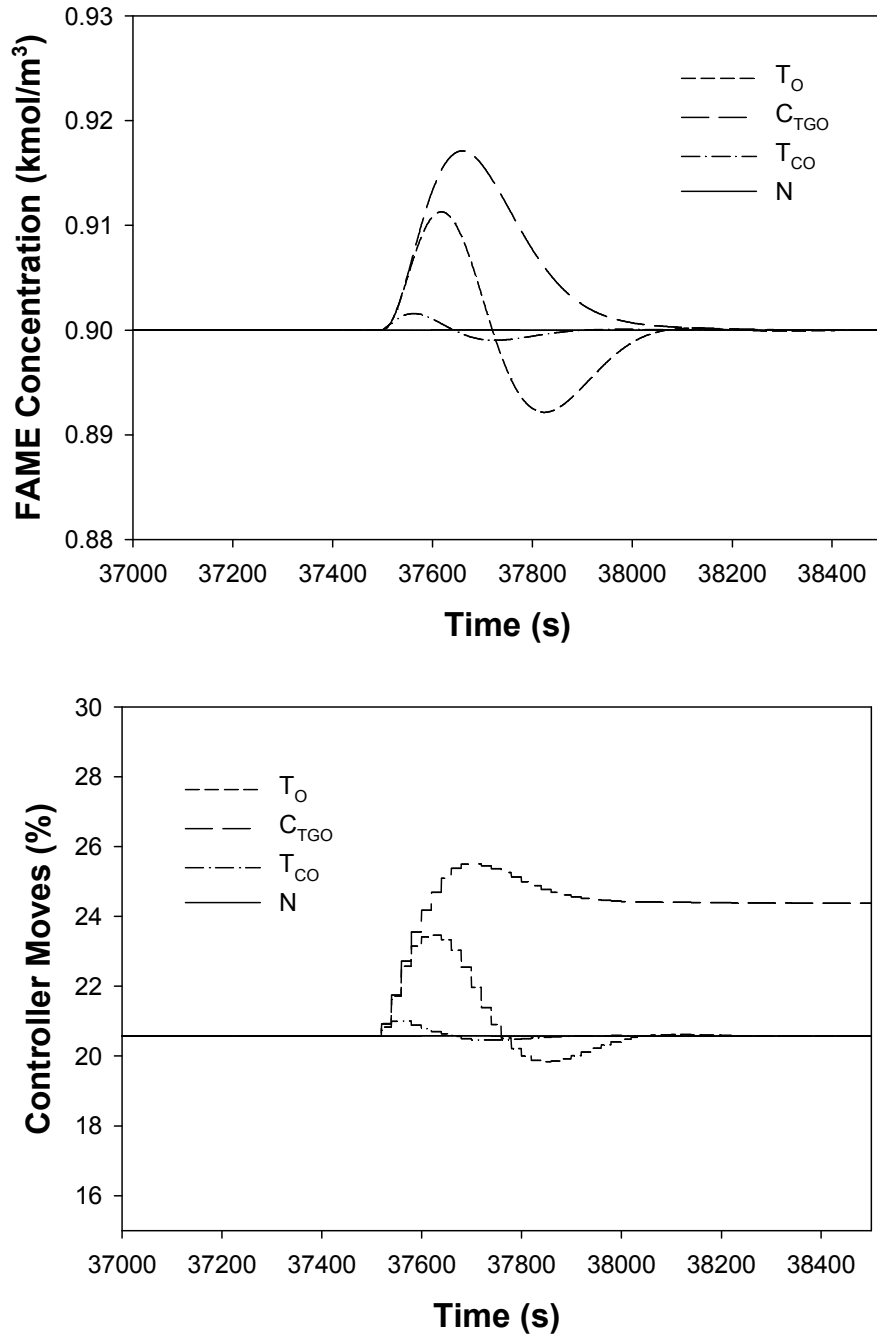 0.93
0.92
0.91
0.90
0.89
0.88
FAME Concentration (kmol/m³)
T_O
C_TGO
T_CO
N
37000 37200 37400 37600 37800 38000 38200 38400
Time (s)
30
28
26
24
22
20
18
16
Controller Moves (%)
T_O
C_TGO
T_CO
N
37000 37200 37400 37600 37800 38000 38200 38400
Time (s)